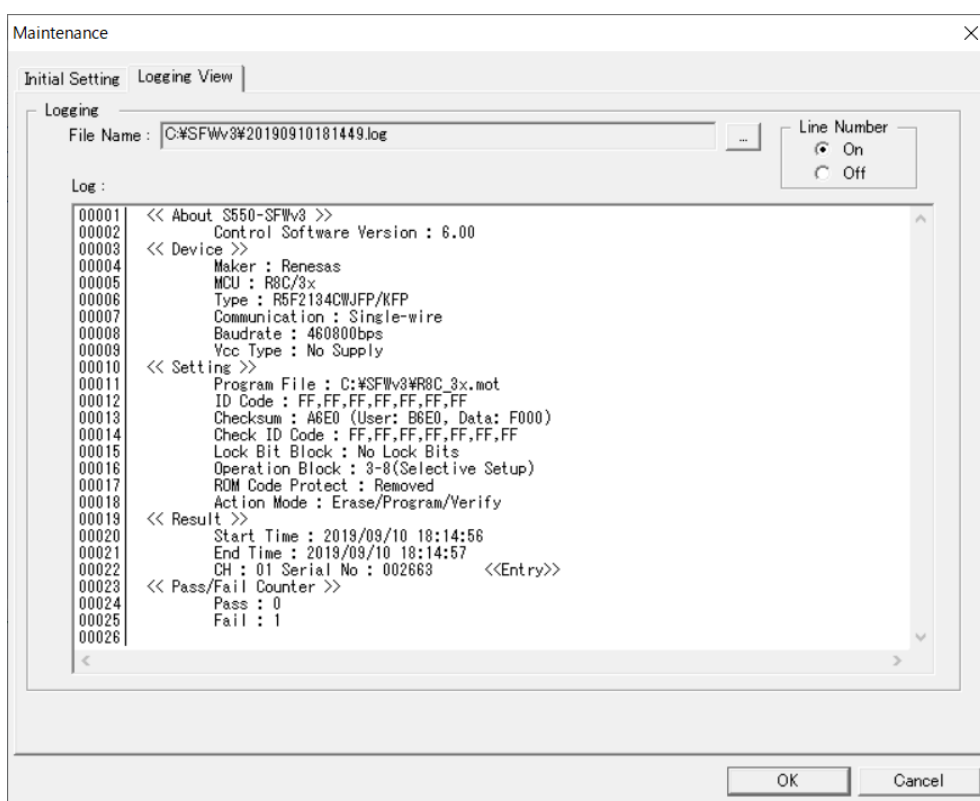 Maintenance
Initial Setting
Logging View
Logging
File Name : C:¥SFWv3¥20190910181449.log
...
Line Number
On
Off
Log :
00001 << About S550-SFWv3 >>
00002 Control Software Version : 6.00
00003 << Device >>
00004 Maker : Renesas
00005 MCU : R8C/3x
00006 Type : R5F2134CWJFP/KFP
00007 Communication : Single-wire
00008 Baudrate : 460800bps
00009 Vcc Type : No Supply
00010 << Setting >>
00011 Program File : C:¥SFWv3¥R8C_3x.mot
00012 ID Code : FF,FF,FF,FF,FF,FF,FF
00013 Checksum : A6E0 (User: B6E0, Data: F000)
00014 Check ID Code : FF,FF,FF,FF,FF,FF,FF
00015 Lock Bit Block : No Lock Bits
00016 Operation Block : 3-8(Selective Setup)
00017 ROM Code Protect : Removed
00018 Action Mode : Erase/Program/Verify
00019 << Result >>
00020 Start Time : 2019/09/10 18:14:56
00021 End Time : 2019/09/10 18:14:57
00022 CH : 01 Serial No : 002663 <<Entry>>
00023 << Pass/Fail Counter >>
00024 Pass : 0
00025 Fail : 1
00026
OK
Cancel